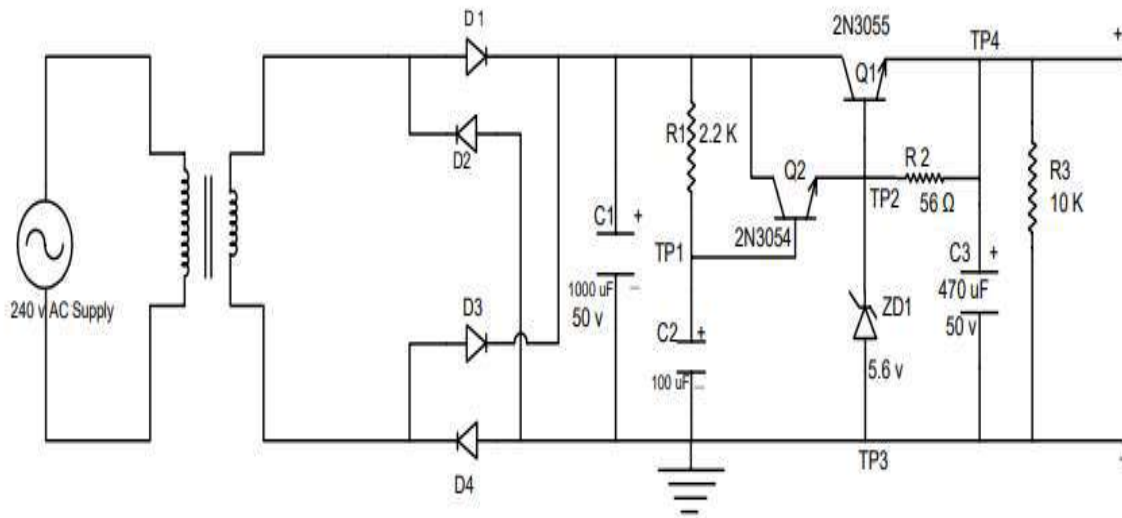 D1
2N3055
TP4
+
Q1
R1
2.2 K
D2
Q2
R 2
R3
TP2
56 Ω
10 K
C1
+
2N3054
TP1
C3
+
240 v AC Supply
1000 uF
_
470 uF
ZD1
D3
50 v
C2
+
50 v
100 uF
_
5.6 v
TP3
-
D4